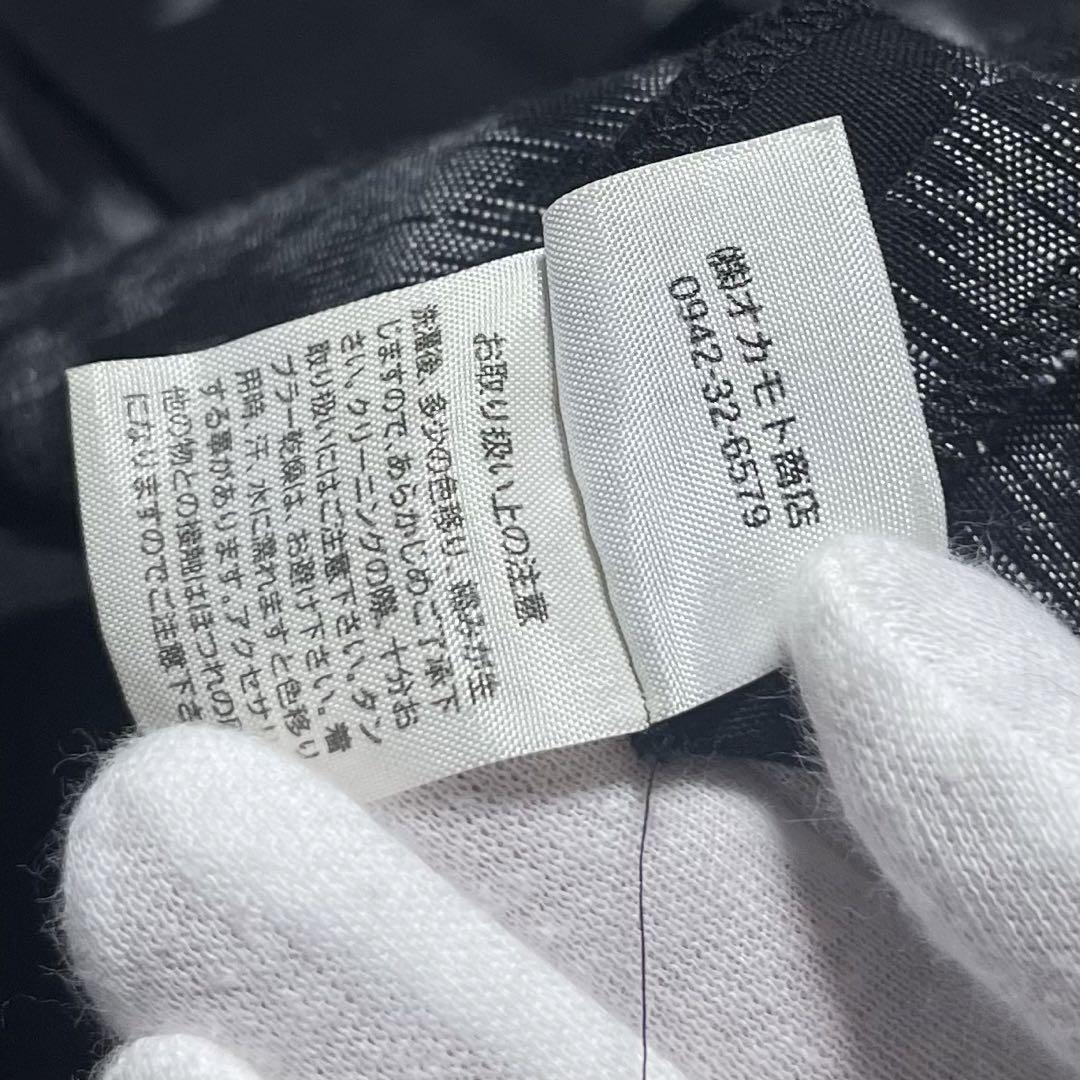 お取り扱い上の注意
洗濯後、多少の色移り、縮みが生
じますので、あらかじめご了承下
さい。クリーニングの際、十分お
取り扱いにはご注意下さい。タン
ブラー乾燥は、お避け下さい。着
用時、汗、水に濡れますと色移り
する事があります。アクセサリ
他の物との接触はほつれの
になりますのでご注意下さ
㈱オカモト商店
0942-32-6579